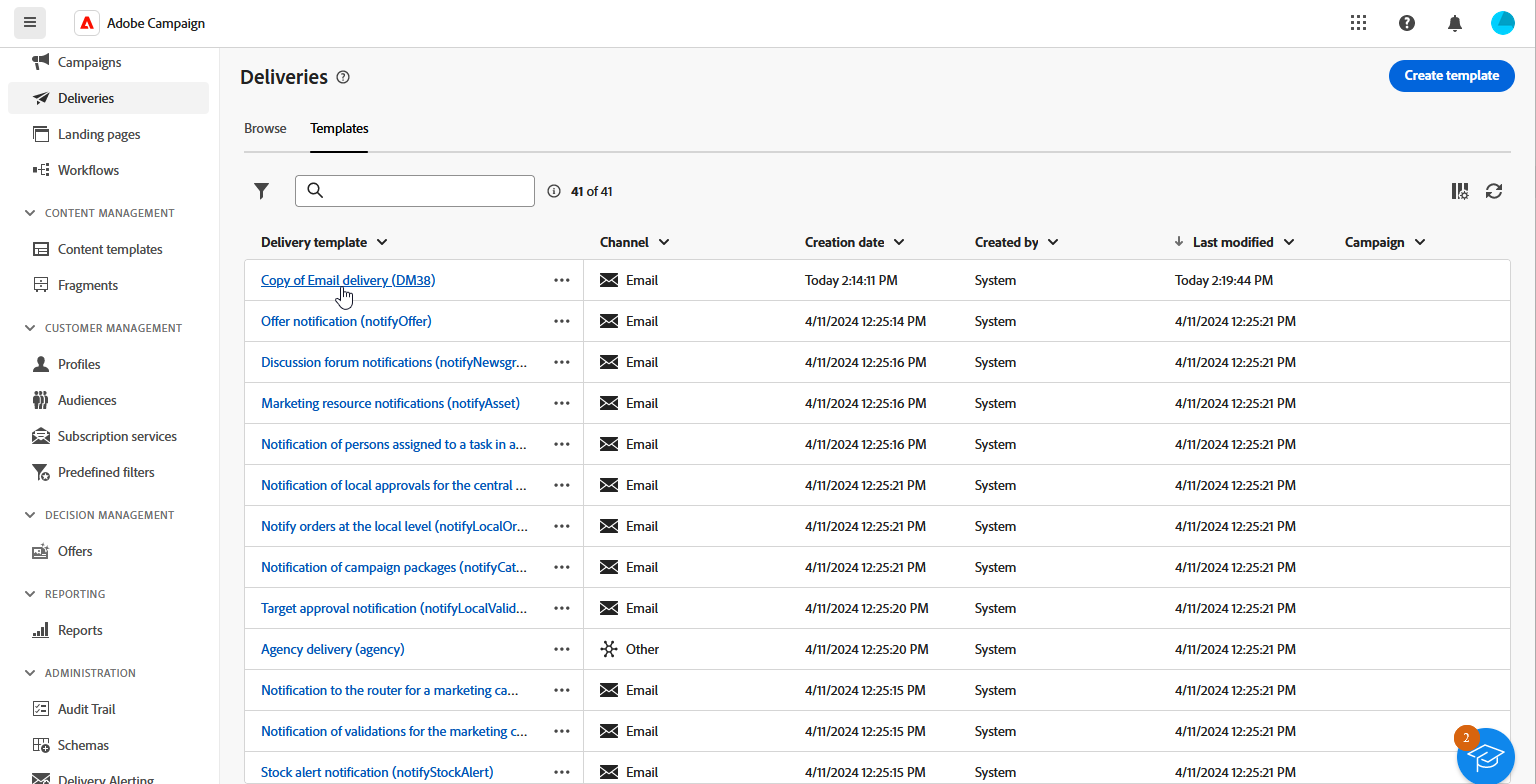 Adobe Campaign
Campaigns
Deliveries
Landing pages
Workflows
CONTENT MANAGEMENT
Content templates
Fragments
CUSTOMER MANAGEMENT
Profiles
Audiences
Subscription services
Predefined filters
DECISION MANAGEMENT
Offers
REPORTING
Reports
ADMINISTRATION
Audit Trail
Schemas
Delivery Alerting
Deliveries
Create template
Browse Templates
41 of 41
Delivery template Channel Creation date Created by Last modified Campaign
Copy of Email delivery (DM38) ••• Email Today 2:14:11 PM System Today 2:19:44 PM
Offer notification (notifyOffer) ••• Email 4/11/2024 12:25:14 PM System 4/11/2024 12:25:21 PM
Discussion forum notifications (notifyNewsgr... ••• Email 4/11/2024 12:25:16 PM System 4/11/2024 12:25:21 PM
Marketing resource notifications (notifyAsset) ••• Email 4/11/2024 12:25:16 PM System 4/11/2024 12:25:21 PM
Notification of persons assigned to a task in a... ••• Email 4/11/2024 12:25:16 PM System 4/11/2024 12:25:21 PM
Notification of local approvals for the central ... ••• Email 4/11/2024 12:25:21 PM System 4/11/2024 12:25:21 PM
Notify orders at the local level (notifyLocalOr... ••• Email 4/11/2024 12:25:21 PM System 4/11/2024 12:25:21 PM
Notification of campaign packages (notifyCat... ••• Email 4/11/2024 12:25:21 PM System 4/11/2024 12:25:21 PM
Target approval notification (notifyLocalValid... ••• Email 4/11/2024 12:25:20 PM System 4/11/2024 12:25:21 PM
Agency delivery (agency) ••• Other 4/11/2024 12:25:20 PM System 4/11/2024 12:25:21 PM
Notification to the router for a marketing ca... ••• Email 4/11/2024 12:25:15 PM System 4/11/2024 12:25:21 PM
Notification of validations for the marketing c... ••• Email 4/11/2024 12:25:15 PM System 4/11/2024 12:25:21 PM
Stock alert notification (notifyStockAlert) ••• Email 4/11/2024 12:25:15 PM System 4/11/2024 12:25:21 PM
2